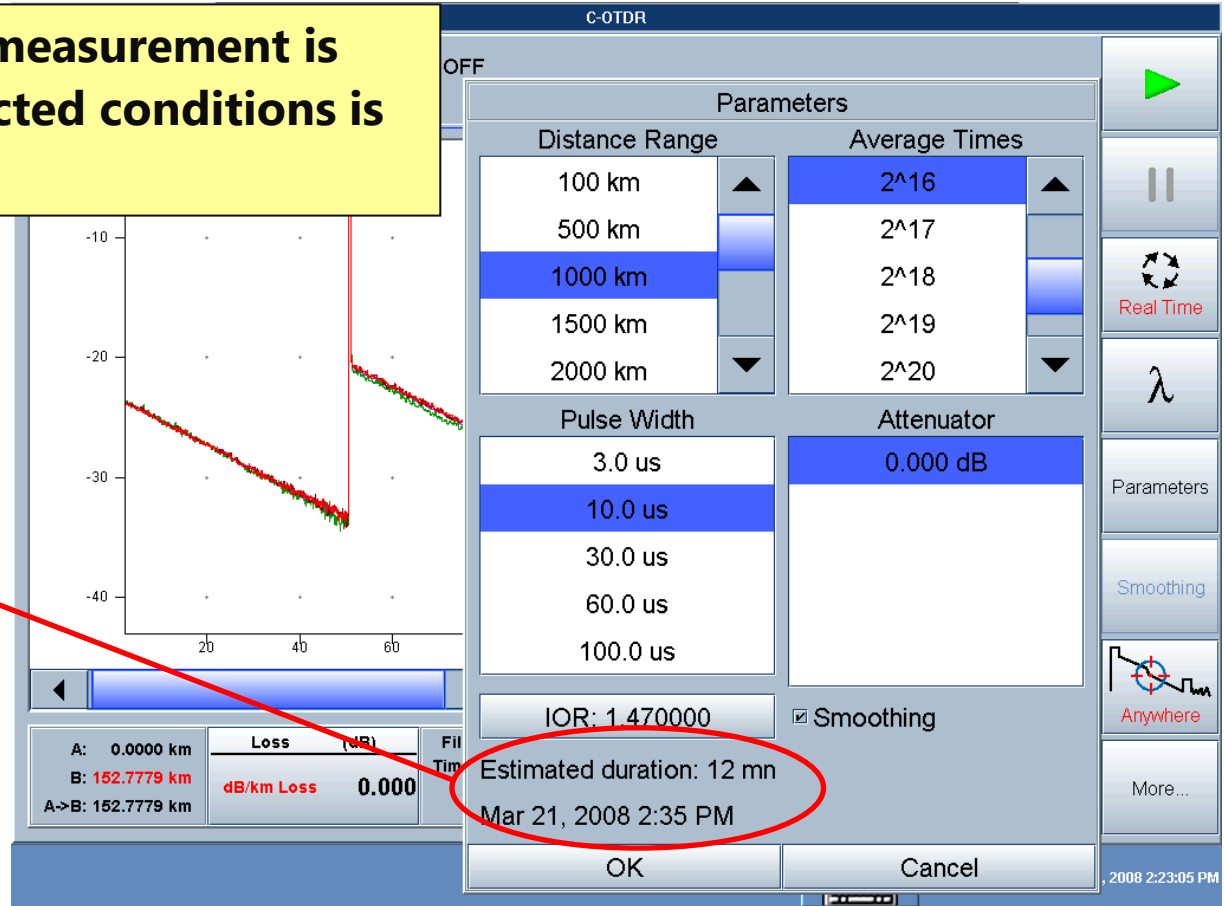 C-OTDR
measurement is
cted conditions is
OFF
Parameters
Distance Range
100 km
500 km
1000 km
1500 km
2000 km
Average Times
2^16
2^17
2^18
2^19
2^20
Pulse Width
3.0 us
10.0 us
30.0 us
60.0 us
100.0 us
Attenuator
0.000 dB
IOR: 1.470000
Smoothing
Estimated duration: 12 mn
Mar 21, 2008 2:35 PM
OK
Cancel
-10
-20
-30
-40
20
40
60
A: 0.0000 km
B: 152.7779 km
A->B: 152.7779 km
Loss (dB)
dB/km Loss 0.000
Fil
Tim
Real Time
λ
Parameters
Smoothing
Anywhere
More...
, 2008 2:23:05 PM